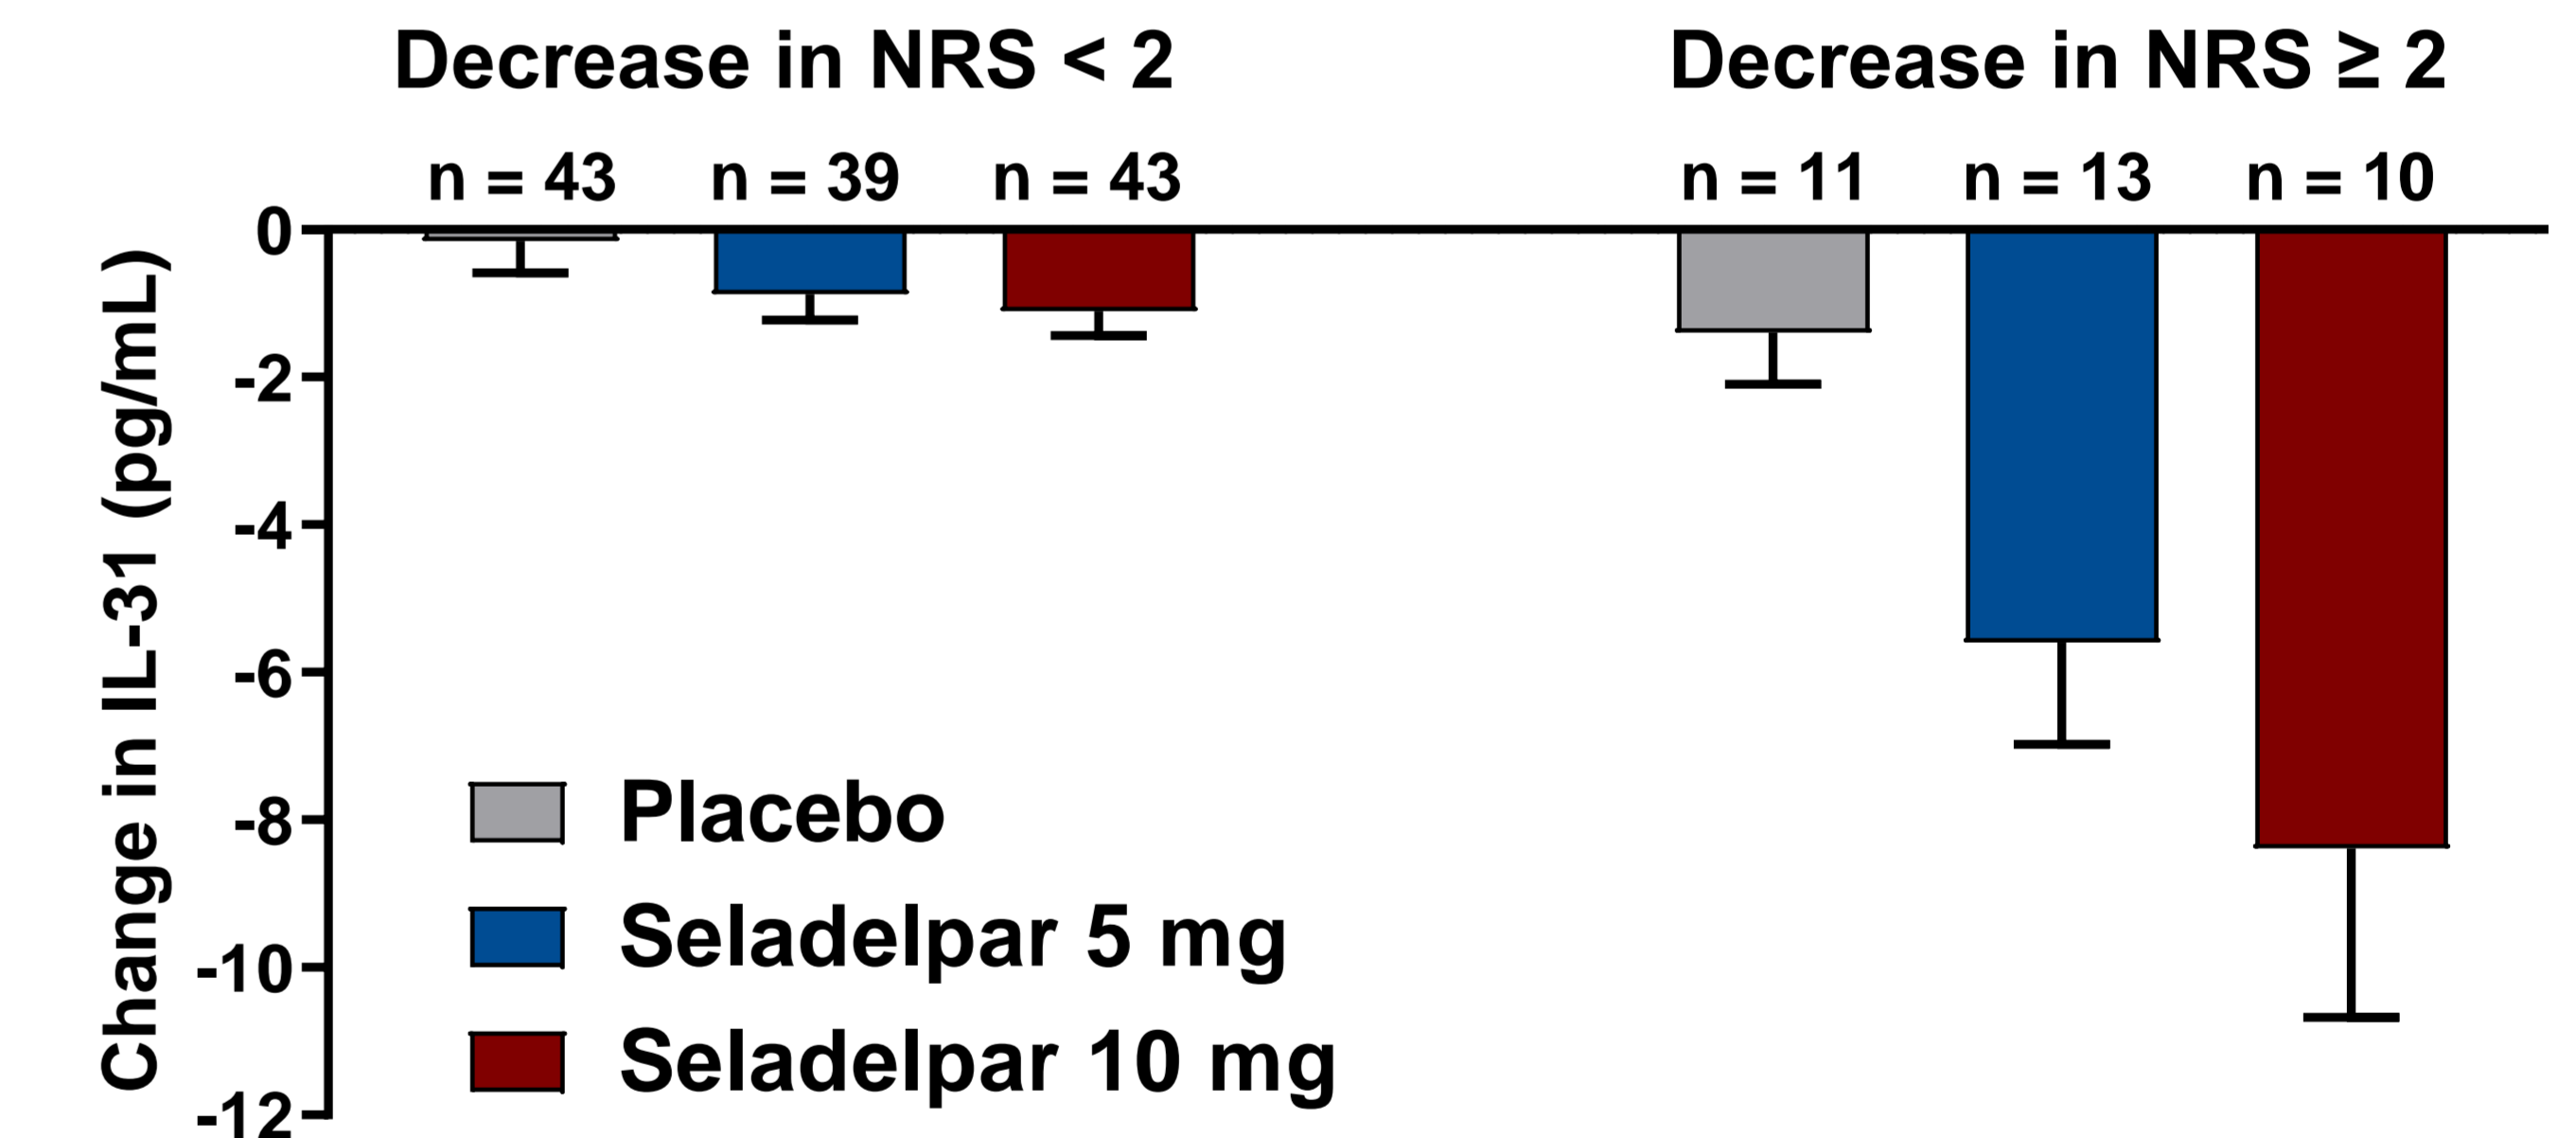 Decrease in NRS < 2
Decrease in NRS ≥ 2
n = 43
n = 39
n = 43
n = 11
n = 13
n = 10
Change in IL-31 (pg/mL)
0
-2
-4
-6
-8
-10
-12
Placebo
Seladelpar 5 mg
Seladelpar 10 mg